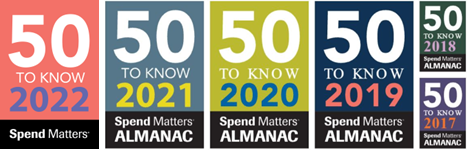 50
TO KNOW
2022
Spend Matters
50
TO KNOW
2021
Spend Matters
ALMANAC
50
TO KNOW
2020
Spend Matters
ALMANAC
50
TO KNOW
2019
Spend Matters
ALMANAC
50
TO KNOW
2018
Spend Matters
ALMANAC
50
TO KNOW
2017
Spend Matters
ALMANAC